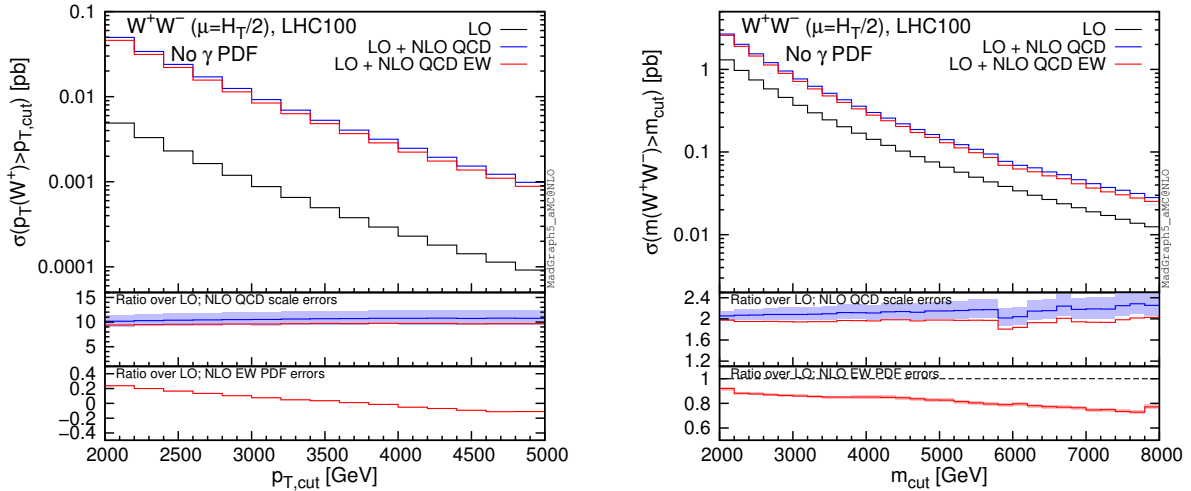 W⁺W⁻ (μ=H_T/2), LHC100
No γ PDF
LO
LO + NLO QCD
LO + NLO QCD EW
σ(p_T(W⁺)>p_T,cut) [pb]
0.1
0.01
0.001
0.0001
MadGraph5_aMC@NLO
Ratio over LO; NLO QCD scale errors
15
10
5
Ratio over LO; NLO EW PDF errors
0.4
0.2
0
−0.2
−0.4
2000 2500 3000 3500 4000 4500 5000
p_T,cut [GeV]
W⁺W⁻ (μ=H_T/2), LHC100
No γ PDF
LO
LO + NLO QCD
LO + NLO QCD EW
σ(m(W⁺W⁻)>m_cut) [pb]
1
0.1
0.01
MadGraph5_aMC@NLO
Ratio over LO; NLO QCD scale errors
2.4
2
1.6
1.2
Ratio over LO; NLO EW PDF errors
1
0.8
0.6
2000 3000 4000 5000 6000 7000 8000
m_cut [GeV]